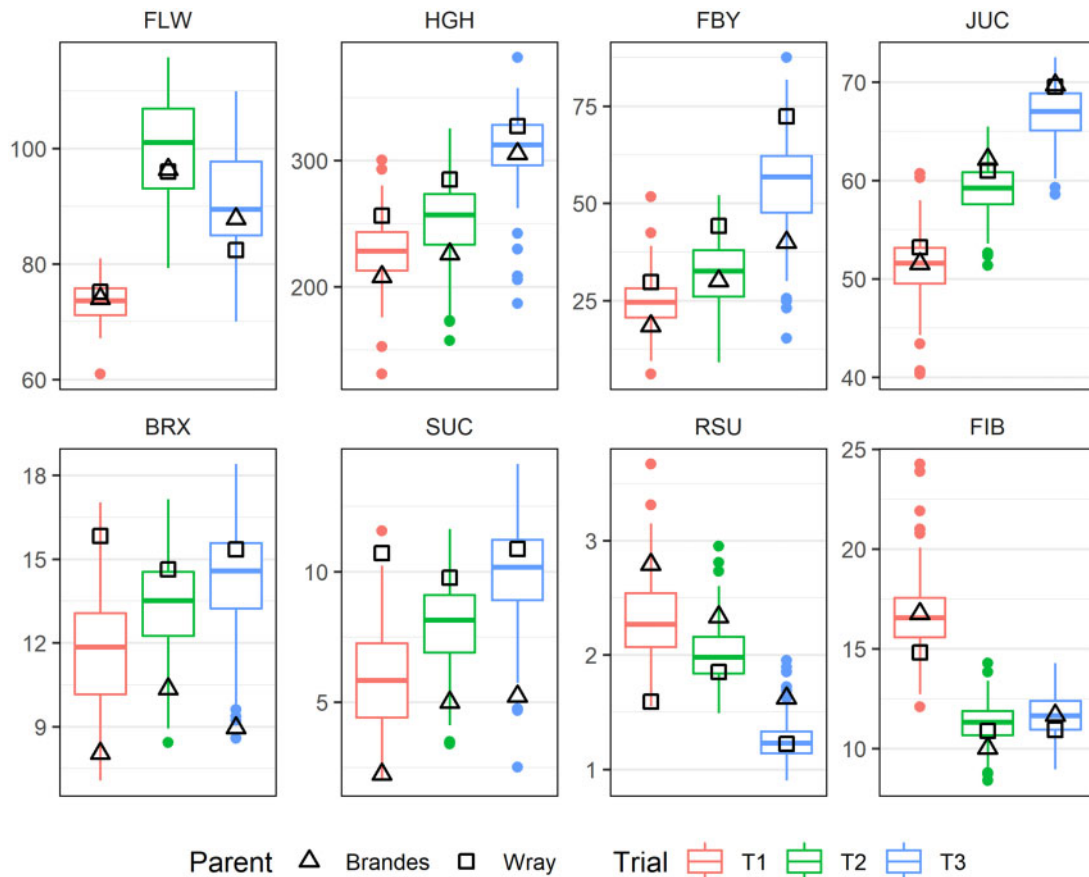 FLW HGH FBY JUC
100 80 60
300 200
75 50 25
70 60 50 40
BRX SUC RSU FIB
18 15 12 9
10 5
3 2 1
25 20 15 10
Parent Brandes Wray Trial T1 T2 T3